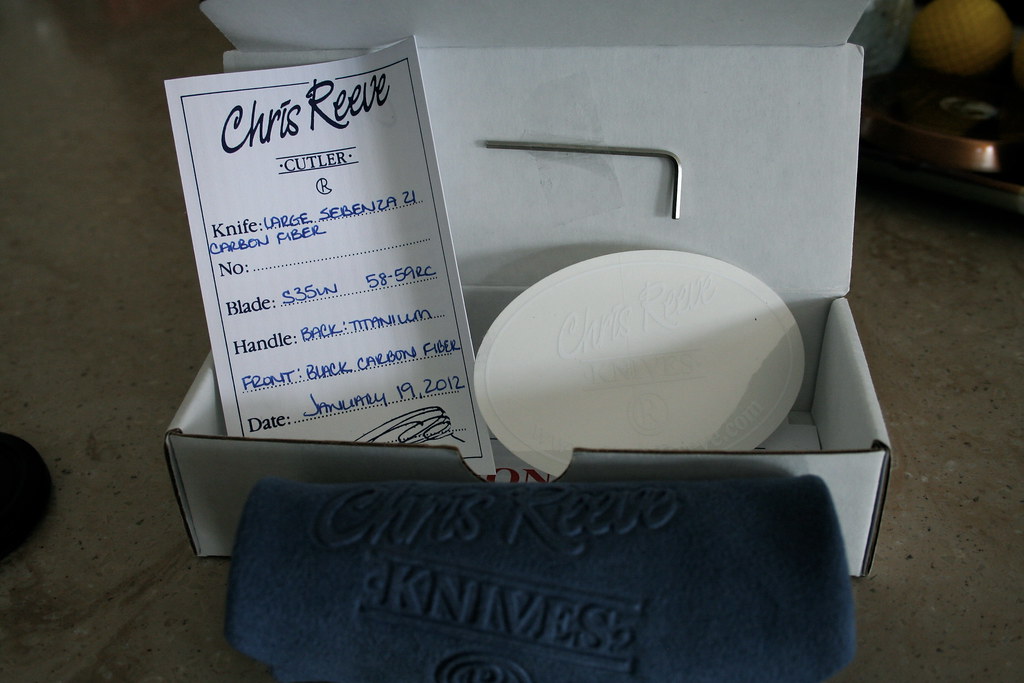 Chris Reeve
·CUTLER·
R
Knife: LARGE SEBENZA 21
CARBON FIBER
No:
Blade: S35VN 58-59RC
Handle: BACK: TITANIUM
FRONT: BLACK CARBON FIBER
Date: JANUARY 19, 2012
Chris Reeve
KNIVES
R
ON
Chris Reeve
·KNIVES·
R